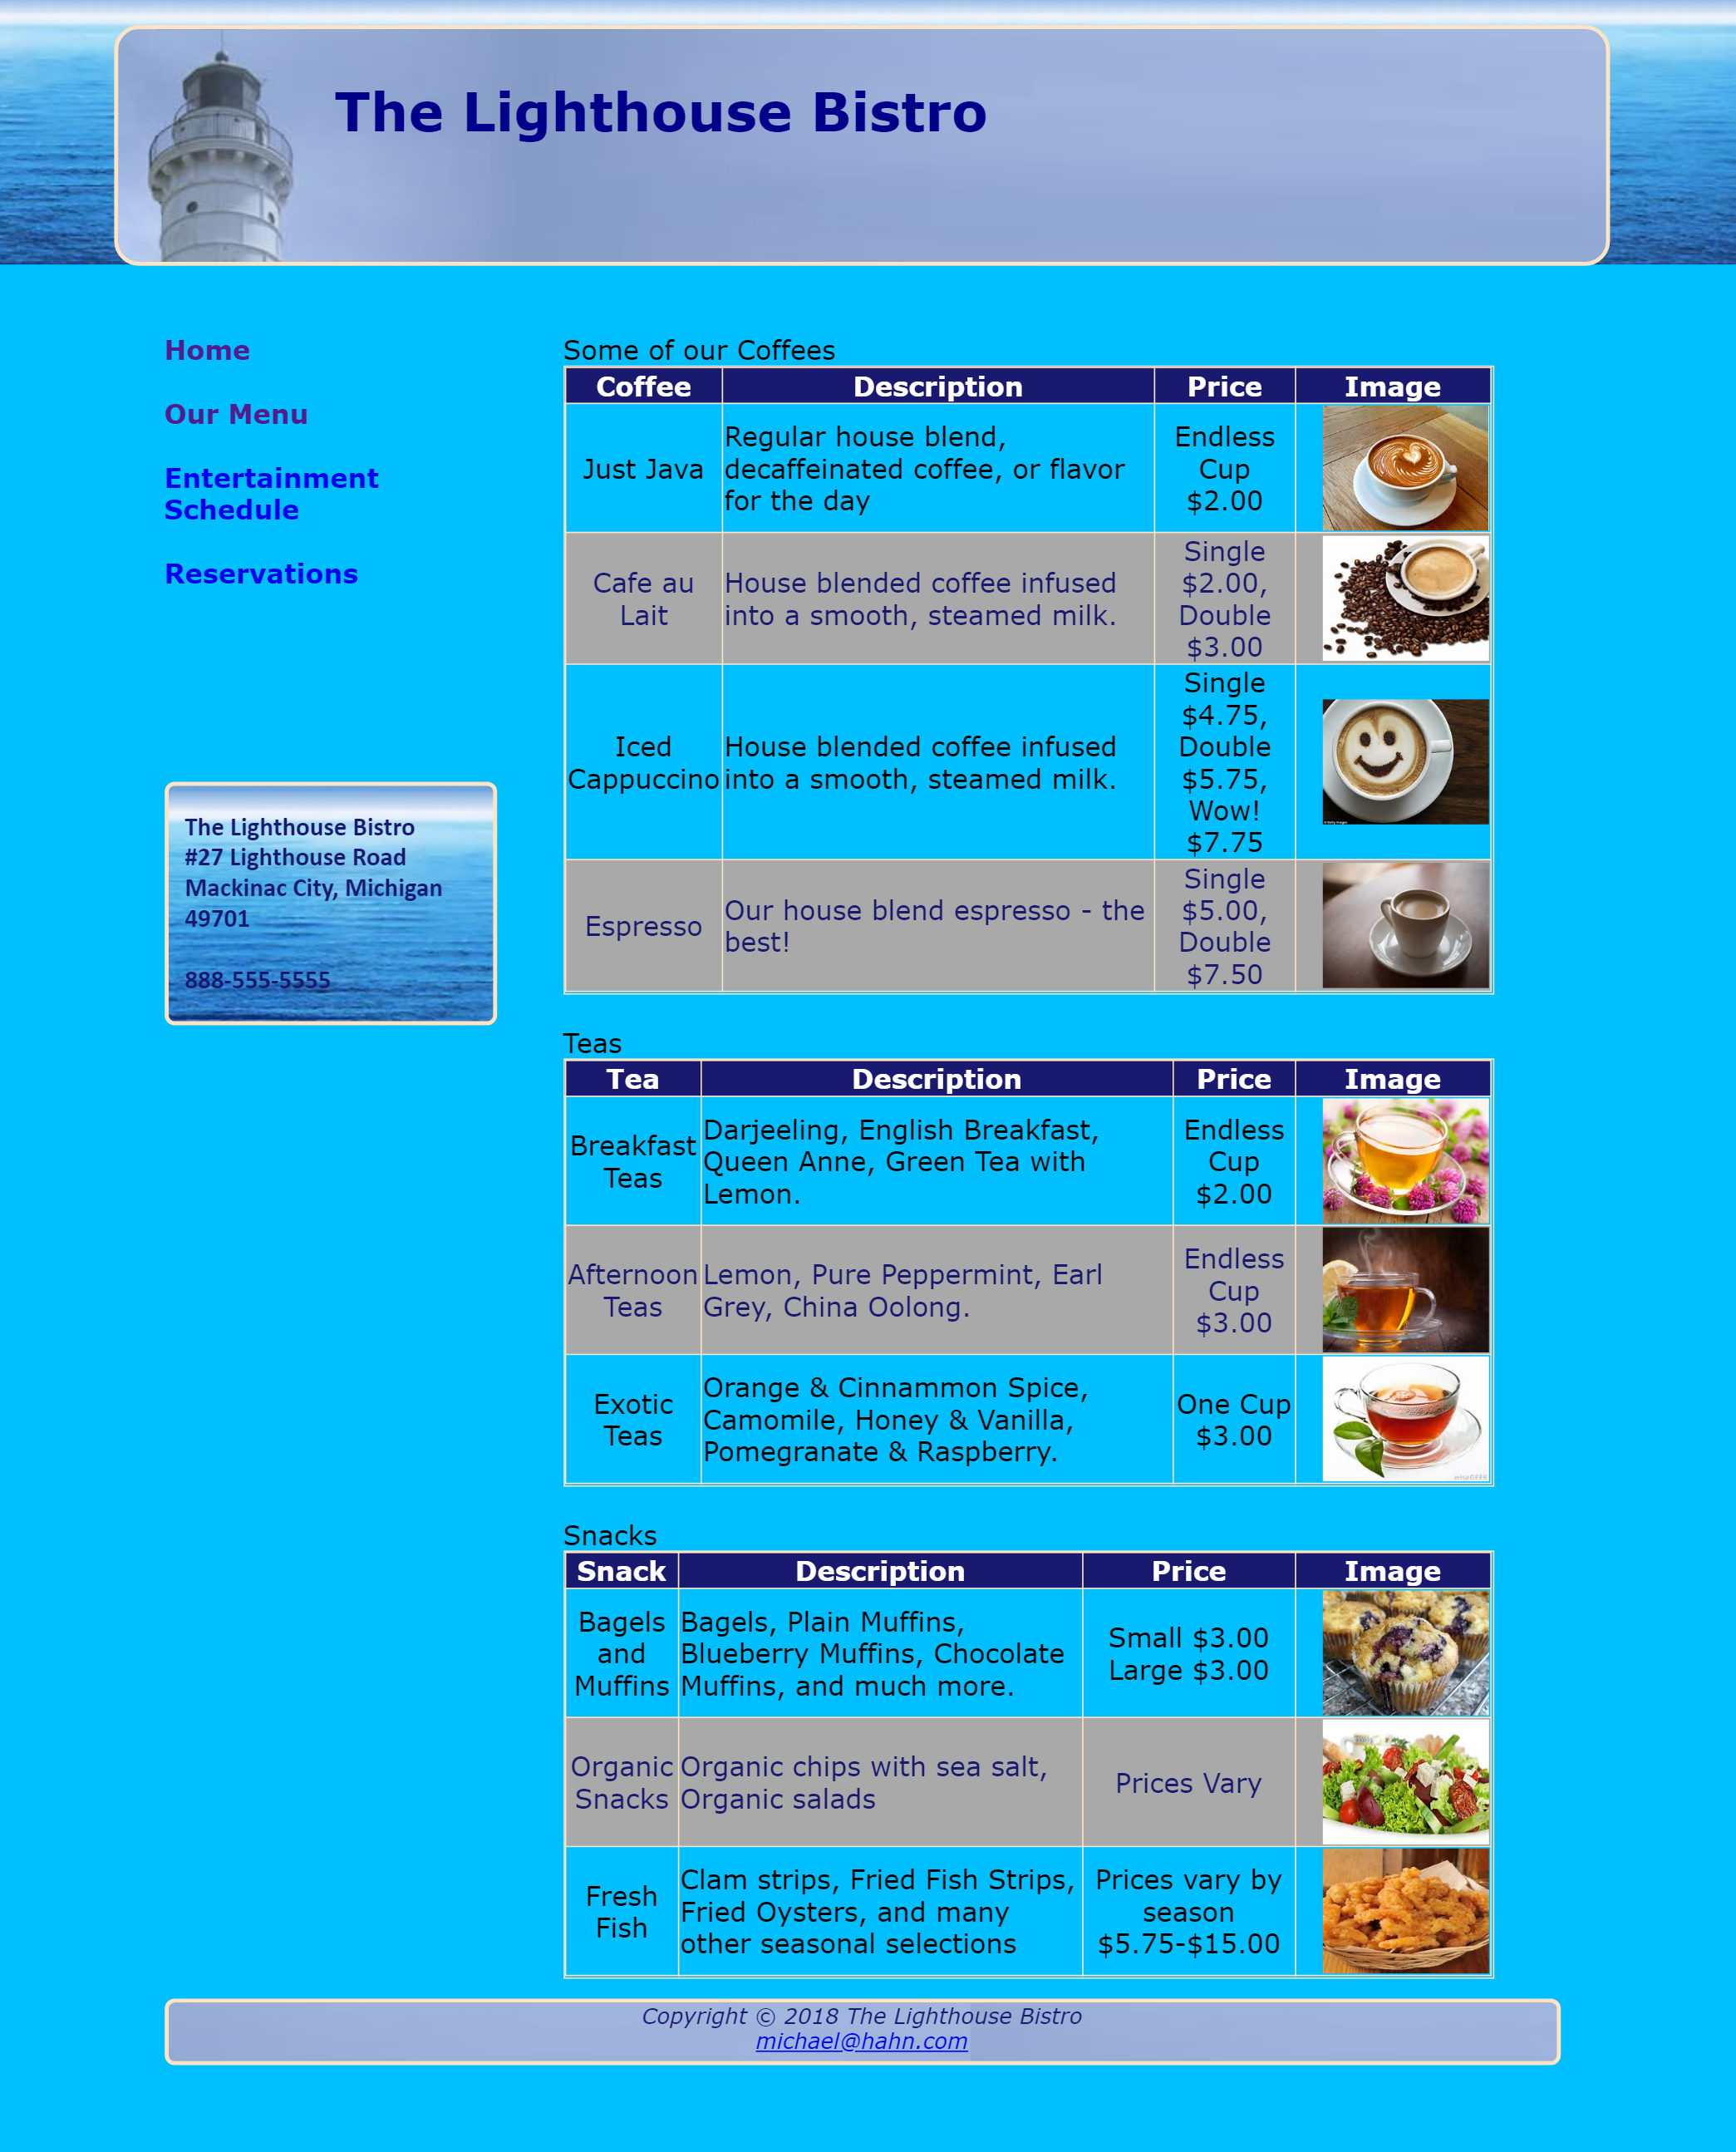 The Lighthouse Bistro
Home
Our Menu
Entertainment
Schedule
Reservations
The Lighthouse Bistro
#27 Lighthouse Road
Mackinac City, Michigan
49701
888-555-5555
Some of our Coffees
Coffee Description Price Image
Just Java
Regular house blend,
decaffeinated coffee, or flavor
for the day
Endless
Cup
$2.00
Cafe au
Lait
House blended coffee infused
into a smooth, steamed milk.
Single
$2.00,
Double
$3.00
Iced
Cappuccino
House blended coffee infused
into a smooth, steamed milk.
Single
$4.75,
Double
$5.75,
Wow!
$7.75
Espresso
Our house blend espresso - the
best!
Single
$5.00,
Double
$7.50
Teas
Tea Description Price Image
Breakfast
Teas
Darjeeling, English Breakfast,
Queen Anne, Green Tea with
Lemon.
Endless
Cup
$2.00
Afternoon
Teas
Lemon, Pure Peppermint, Earl
Grey, China Oolong.
Endless
Cup
$3.00
Exotic
Teas
Orange & Cinnammon Spice,
Camomile, Honey & Vanilla,
Pomegranate & Raspberry.
One Cup
$3.00
wiseGEEK
Snacks
Snack Description Price Image
Bagels
and
Muffins
Bagels, Plain Muffins,
Blueberry Muffins, Chocolate
Muffins, and much more.
Small $3.00
Large $3.00
Organic
Snacks
Organic chips with sea salt,
Organic salads
Prices Vary
Fresh
Fish
Clam strips, Fried Fish Strips,
Fried Oysters, and many
other seasonal selections
Prices vary by
season
$5.75-$15.00
Copyright © 2018 The Lighthouse Bistro
michael@hahn.com